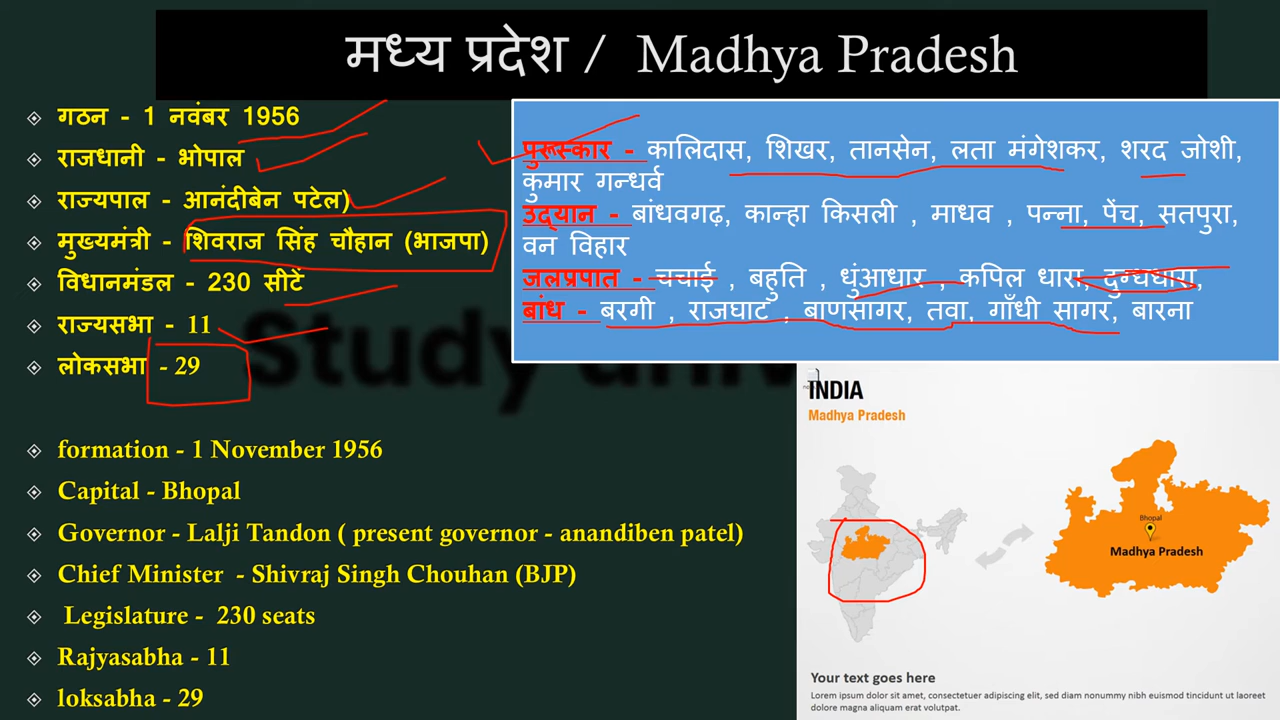 मध्य प्रदेश / Madhya Pradesh
गठन - 1 नवंबर 1956
राजधानी - भोपाल
राज्यपाल - आनंदीबेन पटेल)
मुख्यमंत्री - शिवराज सिंह चौहान (भाजपा)
विधानमंडल - 230 सीटें
राज्यसभा - 11
लोकसभा - 29
formation - 1 November 1956
Capital - Bhopal
Governor - Lalji Tandon ( present governor - anandiben patel)
Chief Minister - Shivraj Singh Chouhan (BJP)
Legislature - 230 seats
Rajyasabha - 11
loksabha - 29
पुरूस्कार - कालिदास, शिखर, तानसेन, लता मंगेशकर, शरद जोशी,
कुमार गन्धर्व
उद्यान - बांधवगढ़, कान्हा किसली , माधव , पन्ना, पेंच, सतपुरा,
वन विहार
जलप्रपात - चचाई , बहुति , धुंआधार , कपिल धारा, दुग्धधारा,
बांध - बरगी , राजघाट , बाणसागर, तवा, गाँधी सागर, बारना
INDIA
Madhya Pradesh
Bhopal
Madhya Pradesh
Your text goes here
Lorem ipsum dolor sit amet, consectetuer adipiscing elit, sed diam nonummy nibh euismod tincidunt ut laoreet
dolore magna aliquam erat volutpat.
Study